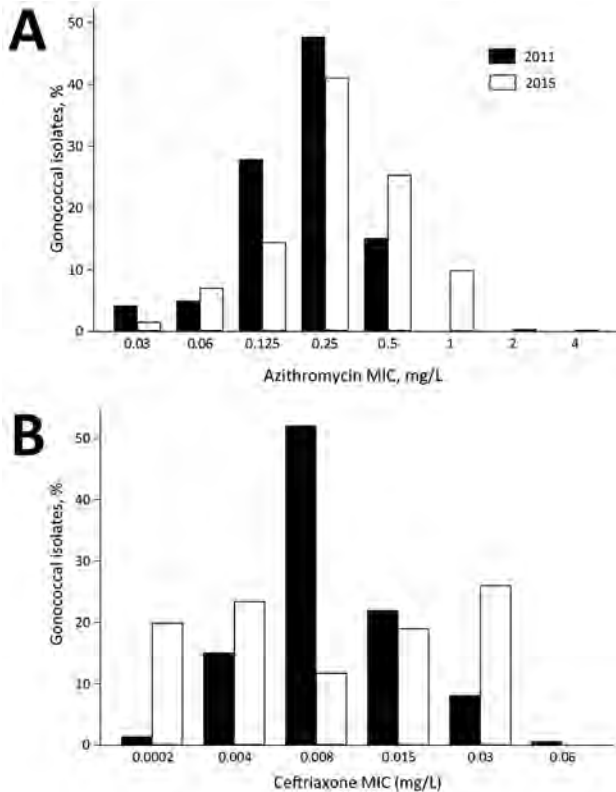 A
50
2011
2015
40
30
20
10
0
Gonococcal isolates, %
0.03 0.06 0.125 0.25 0.5 1 2 4
Azithromycin MIC, mg/L
B
50
40
30
20
10
0
Gonococcal isolates, %
0.0002 0.004 0.008 0.015 0.03 0.06
Ceftriaxone MIC (mg/L)